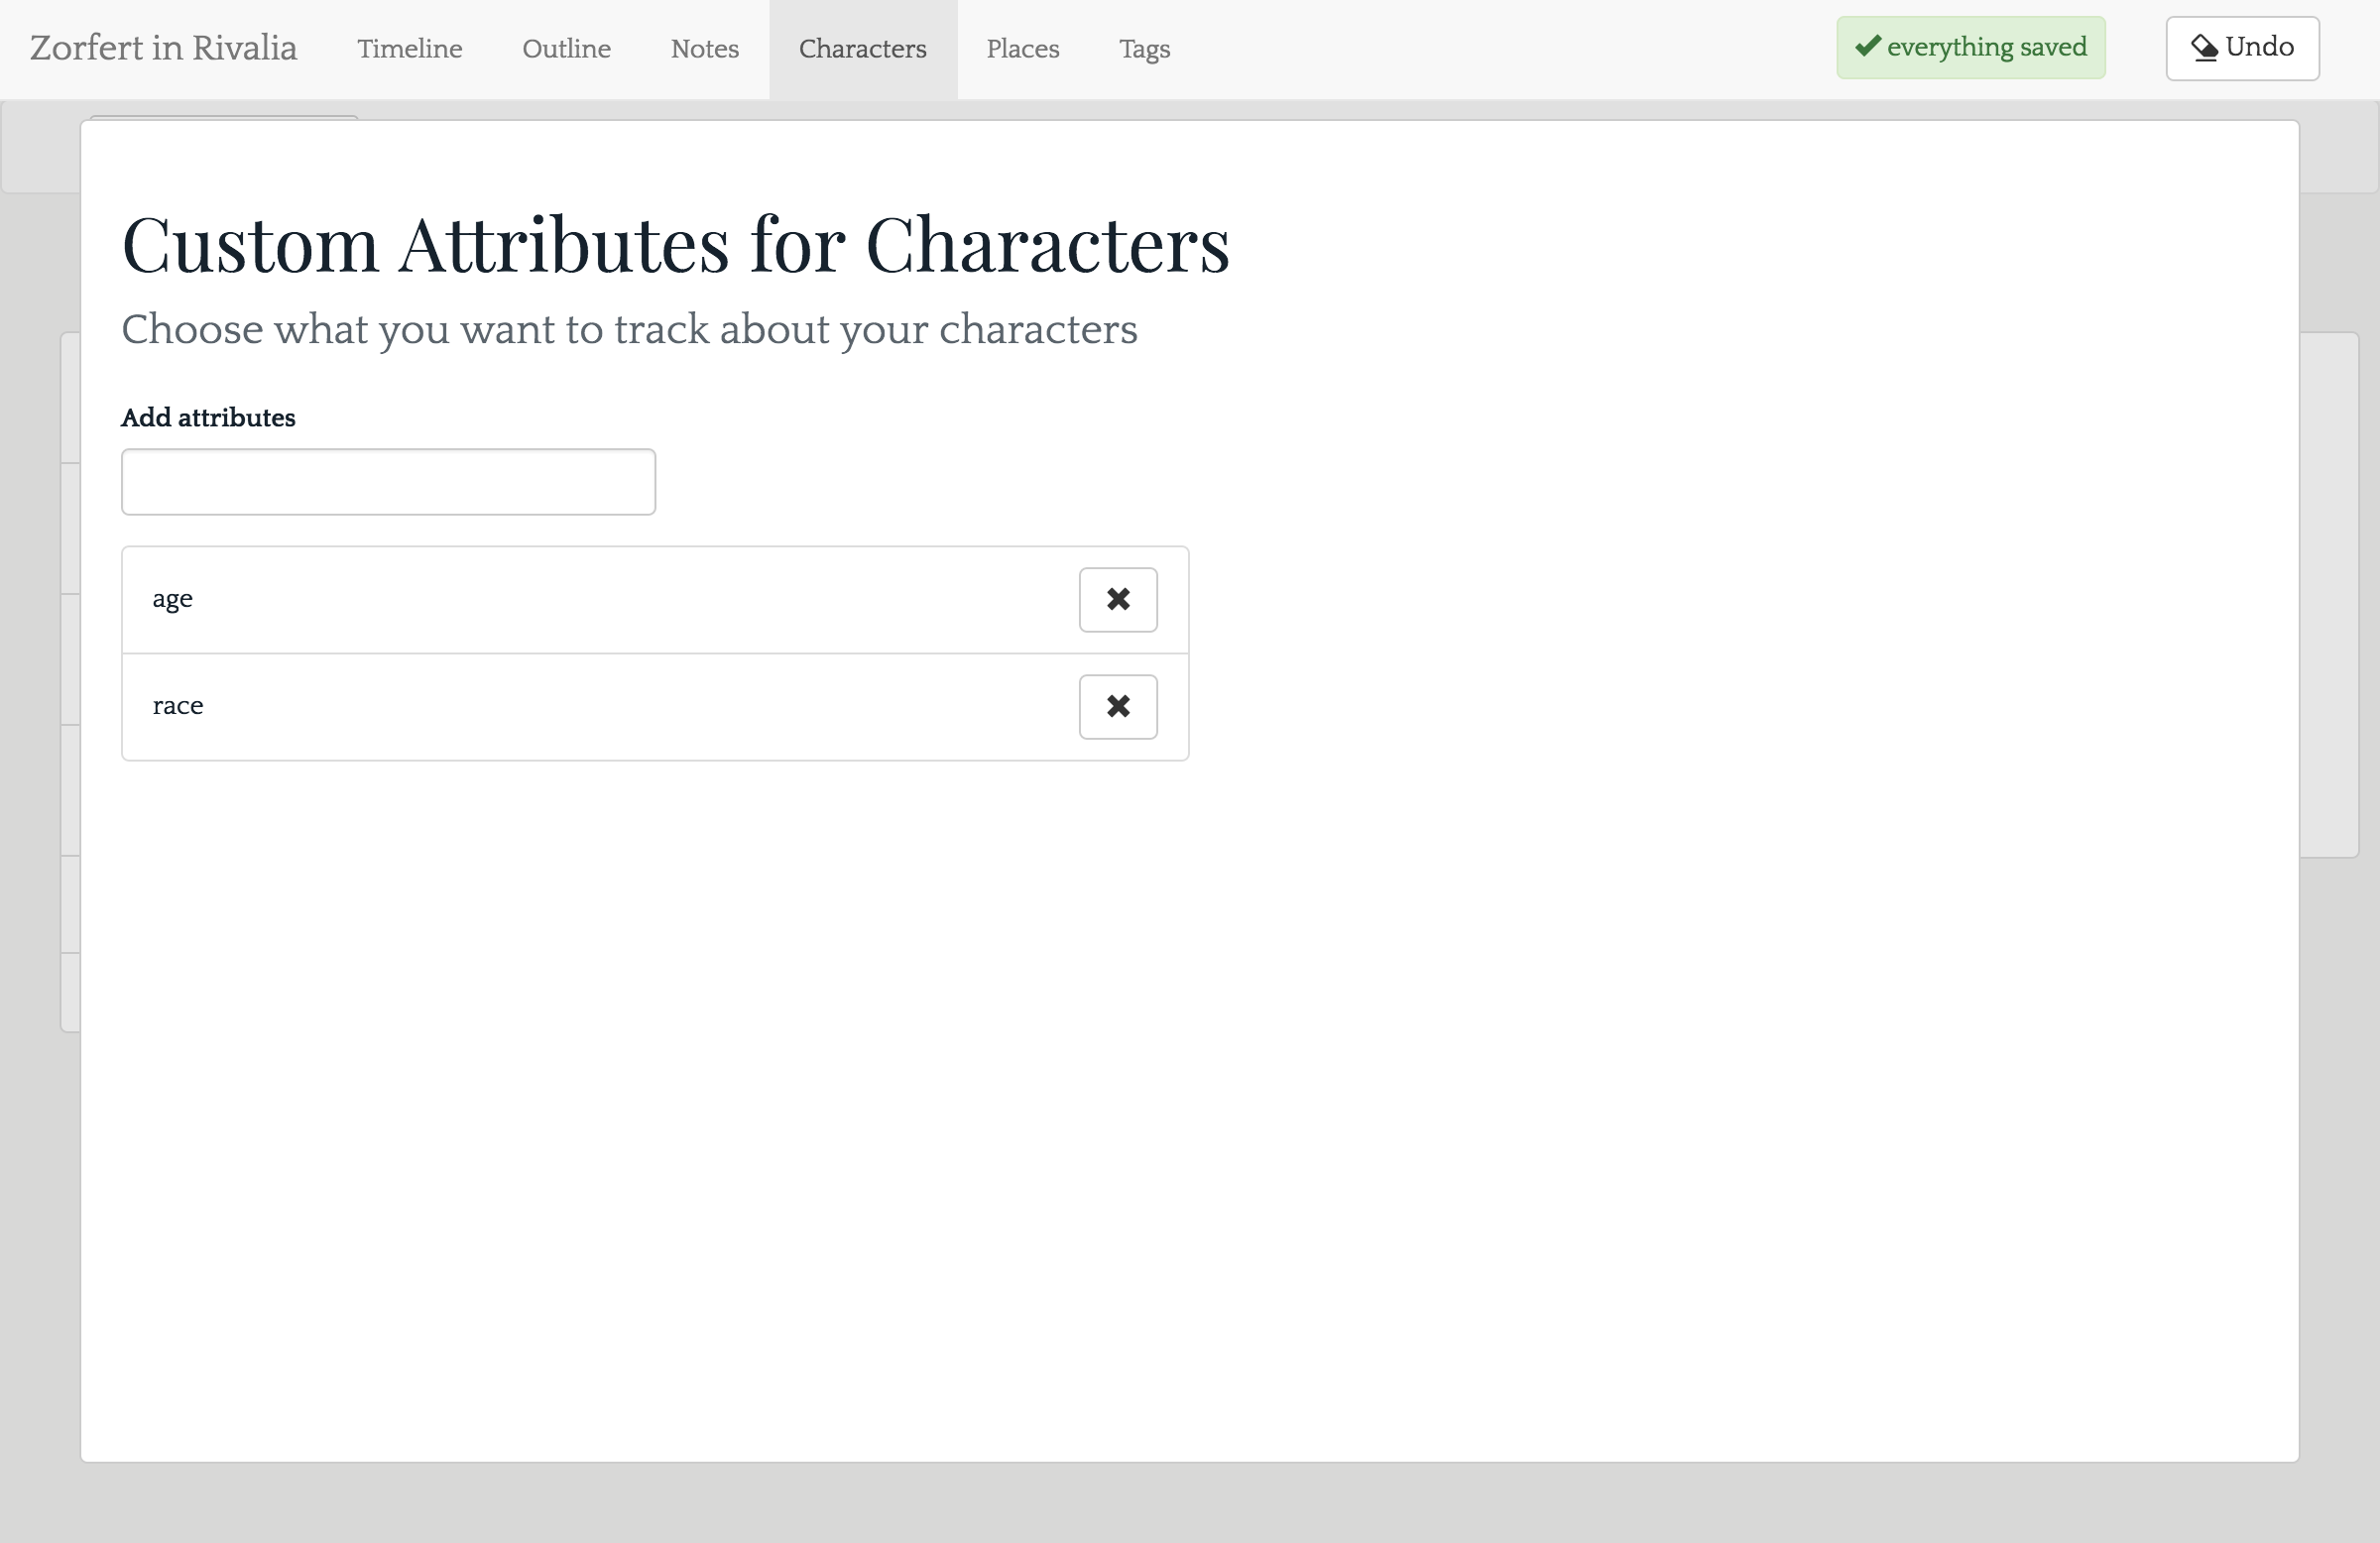 Zorfert in Rivalia Timeline Outline Notes Characters Places Tags everything saved Undo
Custom Attributes for Characters
Choose what you want to track about your characters
Add attributes
age
race